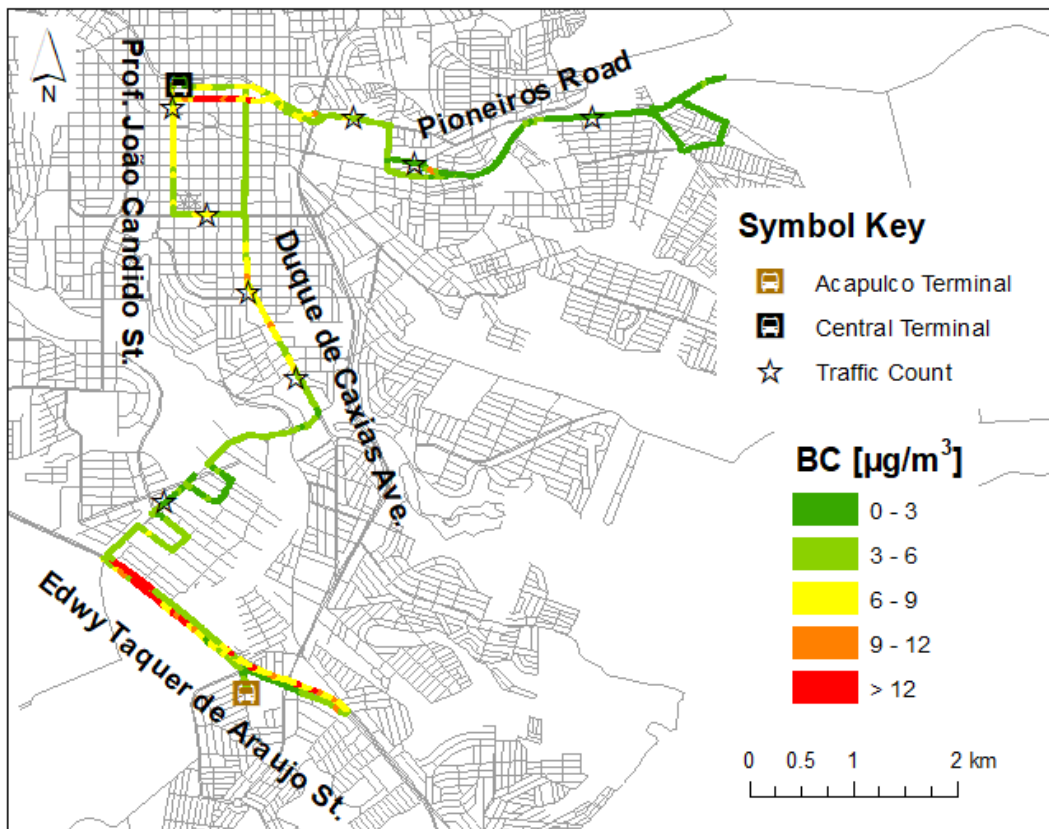 N
Prof. João Candido St.
Pioneiros Road
Duque de Caxias Ave.
Edwy Taquer de Araujo St.
Symbol Key
Acapulco Terminal
Central Terminal
Traffic Count
BC [µg/m³]
0 - 3
3 - 6
6 - 9
9 - 12
> 12
0 0.5 1 2 km